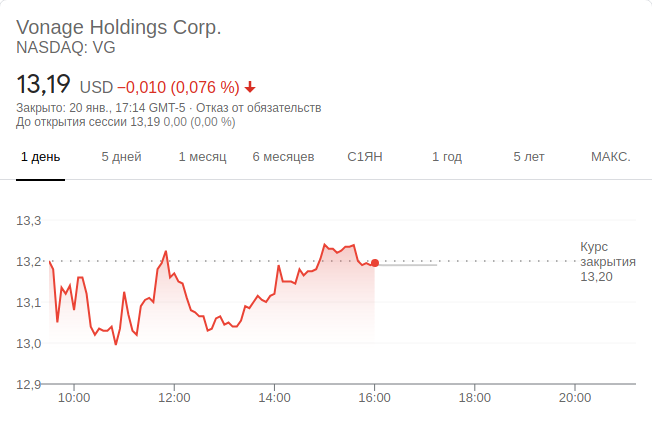 Vonage Holdings Corp.
NASDAQ: VG
13,19 USD −0,010 (0,076 %)
Закрыто: 20 янв., 17:14 GMT-5 · Отказ от обязательств
До открытия сессии 13,19 0,00 (0,00 %)
1 день 5 дней 1 месяц 6 месяцев С1ЯН 1 год 5 лет МАКС.
13,3
Курс
13,2 закрытия
13,20
13,1
13,0
12,9
10:00 12:00 14:00 16:00 18:00 20:00